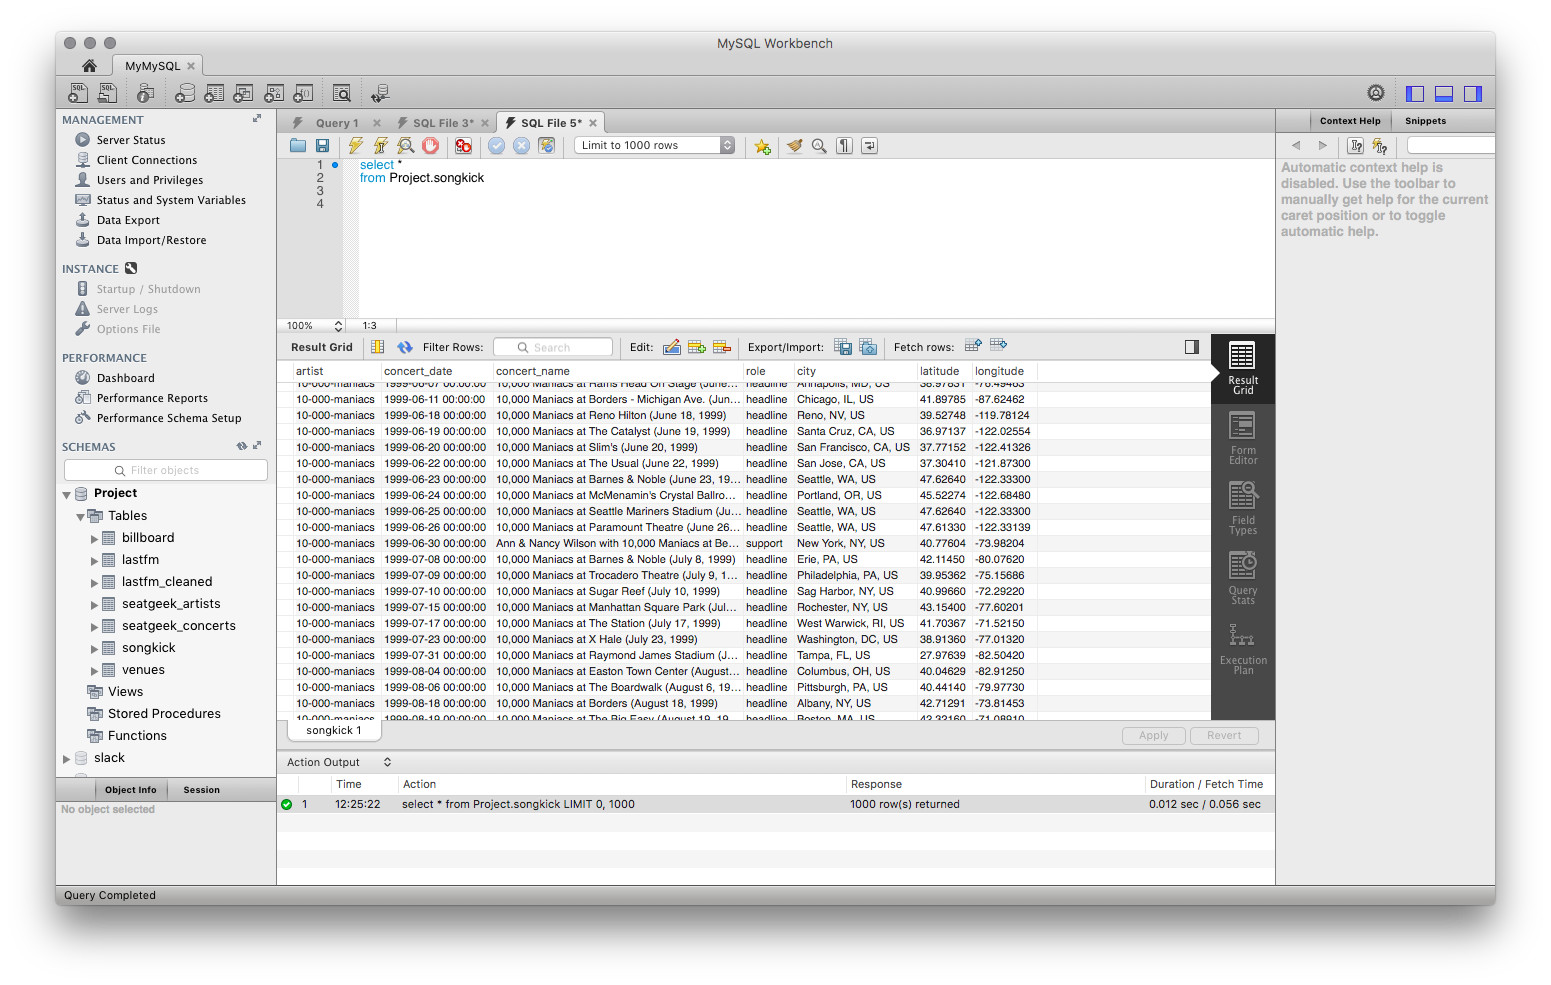 MySQL Workbench
MyMySQL
MANAGEMENT
Server Status
Client Connections
Users and Privileges
Status and System Variables
Data Export
Data Import/Restore
INSTANCE
Startup / Shutdown
Server Logs
Options File
PERFORMANCE
Dashboard
Performance Reports
Performance Schema Setup
SCHEMAS
Filter objects
Project
Tables
billboard
lastfm
lastfm_cleaned
seatgeek_artists
seatgeek_concerts
songkick
venues
Views
Stored Procedures
Functions
slack
Object Info Session
No object selected
Query 1 SQL File 3* SQL File 5*
Limit to 1000 rows
1 select *
2 from Project.songkick
3
4
100% 1:3
Result Grid Filter Rows: Search Edit: Export/Import: Fetch rows:
artist concert_date concert_name role city latitude longitude
10-000-maniacs 1999-06-07 00:00:00 10,000 Maniacs at Rams Head On Stage (June... headline Annapolis, MD, US 38.97831 -76.49463
10-000-maniacs 1999-06-11 00:00:00 10,000 Maniacs at Borders - Michigan Ave. (Jun... headline Chicago, IL, US 41.89785 -87.62462
10-000-maniacs 1999-06-18 00:00:00 10,000 Maniacs at Reno Hilton (June 18, 1999) headline Reno, NV, US 39.52748 -119.78124
10-000-maniacs 1999-06-19 00:00:00 10,000 Maniacs at The Catalyst (June 19, 1999) headline Santa Cruz, CA, US 36.97137 -122.02554
10-000-maniacs 1999-06-20 00:00:00 10,000 Maniacs at Slim's (June 20, 1999) headline San Francisco, CA, US 37.77152 -122.41326
10-000-maniacs 1999-06-22 00:00:00 10,000 Maniacs at The Usual (June 22, 1999) headline San Jose, CA, US 37.30410 -121.87300
10-000-maniacs 1999-06-23 00:00:00 10,000 Maniacs at Barnes & Noble (June 23, 19... headline Seattle, WA, US 47.62640 -122.33300
10-000-maniacs 1999-06-24 00:00:00 10,000 Maniacs at McMenamin's Crystal Ballro... headline Portland, OR, US 45.52274 -122.68480
10-000-maniacs 1999-06-25 00:00:00 10,000 Maniacs at Seattle Mariners Stadium (Ju... headline Seattle, WA, US 47.62640 -122.33300
10-000-maniacs 1999-06-26 00:00:00 10,000 Maniacs at Paramount Theatre (June 26... headline Seattle, WA, US 47.61330 -122.33139
10-000-maniacs 1999-06-30 00:00:00 Ann & Nancy Wilson with 10,000 Maniacs at Be... support New York, NY, US 40.77604 -73.98204
10-000-maniacs 1999-07-08 00:00:00 10,000 Maniacs at Barnes & Noble (July 8, 1999) headline Erie, PA, US 42.11450 -80.07620
10-000-maniacs 1999-07-09 00:00:00 10,000 Maniacs at Trocadero Theatre (July 9, 1... headline Philadelphia, PA, US 39.95362 -75.15686
10-000-maniacs 1999-07-10 00:00:00 10,000 Maniacs at Sugar Reef (July 10, 1999) headline Sag Harbor, NY, US 40.99660 -72.29220
10-000-maniacs 1999-07-15 00:00:00 10,000 Maniacs at Manhattan Square Park (Jul... headline Rochester, NY, US 43.15400 -77.60201
10-000-maniacs 1999-07-17 00:00:00 10,000 Maniacs at The Station (July 17, 1999) headline West Warwick, RI, US 41.70367 -71.52150
10-000-maniacs 1999-07-23 00:00:00 10,000 Maniacs at X Hale (July 23, 1999) headline Washington, DC, US 38.91360 -77.01320
10-000-maniacs 1999-07-31 00:00:00 10,000 Maniacs at Raymond James Stadium (J... headline Tampa, FL, US 27.97639 -82.50420
10-000-maniacs 1999-08-04 00:00:00 10,000 Maniacs at Easton Town Center (August... headline Columbus, OH, US 40.04629 -82.91250
10-000-maniacs 1999-08-06 00:00:00 10,000 Maniacs at The Boardwalk (August 6, 19... headline Pittsburgh, PA, US 40.44140 -79.97730
10-000-maniacs 1999-08-18 00:00:00 10,000 Maniacs at Borders (August 18, 1999) headline Albany, NY, US 42.71291 -73.81453
10-000-maniacs 1999-08-19 00:00:00 10,000 Maniacs at The Big Easy (August 19, 19... headline Boston, MA, US 42.33160 -71.08910
Result
Grid
Form
Editor
Field
Types
Query
Stats
Execution
Plan
songkick 1
Apply Revert
Action Output
Time Action Response Duration / Fetch Time
1 12:25:22 select * from Project.songkick LIMIT 0, 1000 1000 row(s) returned 0.012 sec / 0.056 sec
Context Help Snippets
Automatic context help is
disabled. Use the toolbar to
manually get help for the current
caret position or to toggle
automatic help.
Query Completed